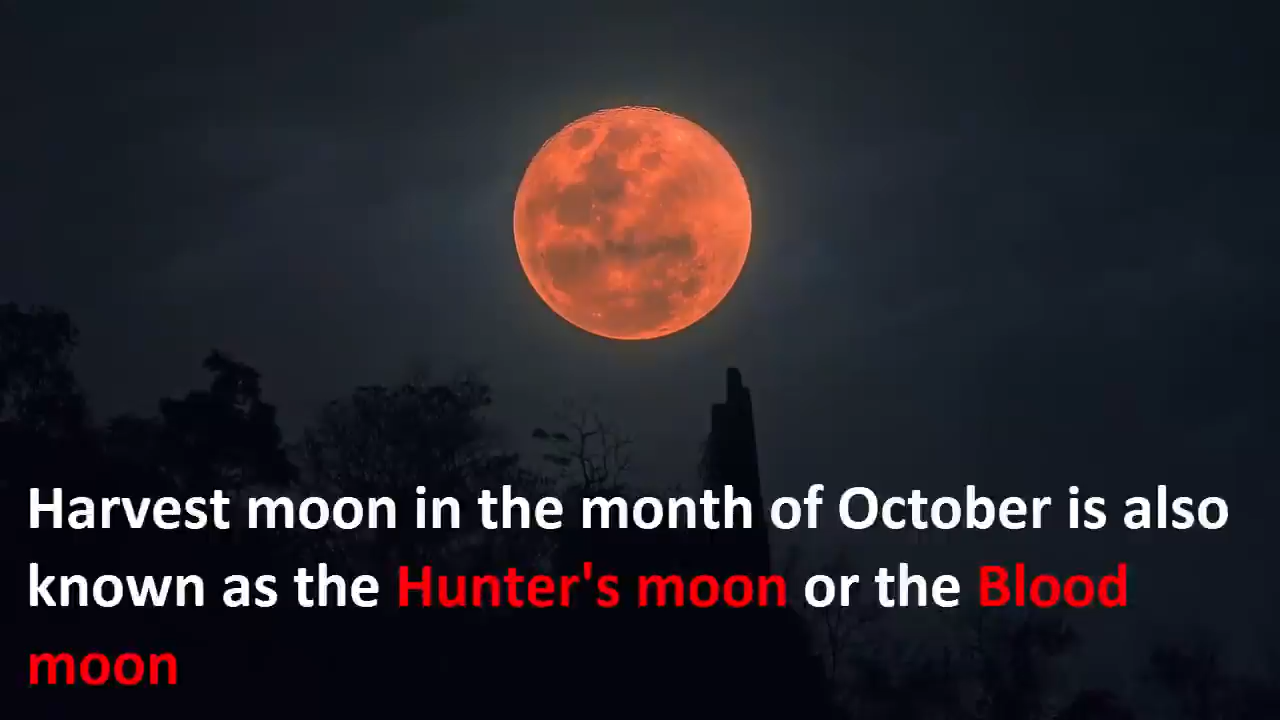 Harvest moon in the month of October is also
known as the Hunter's moon or the Blood
moon